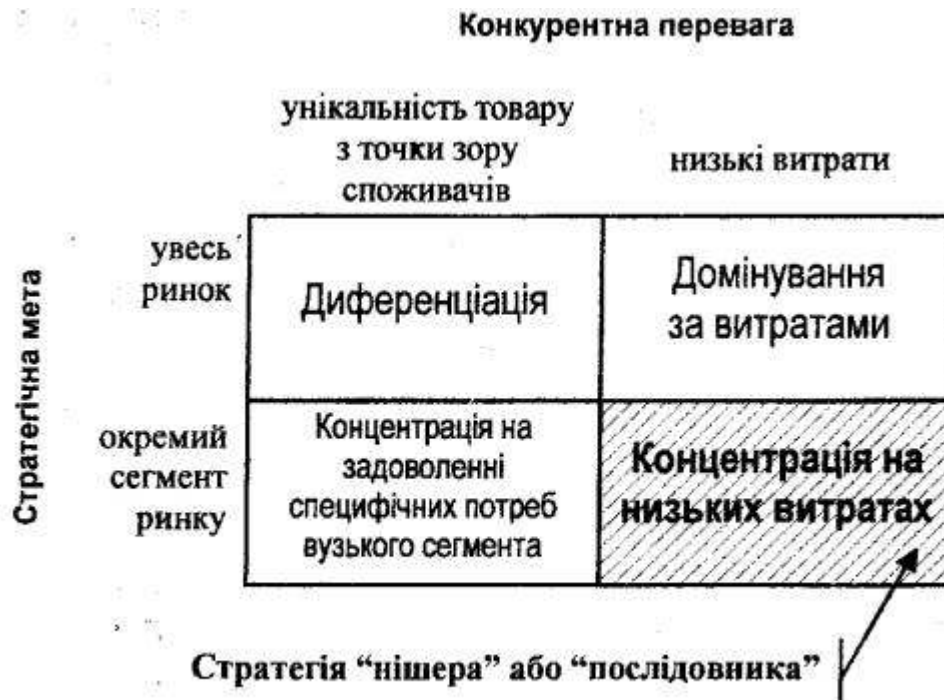 Конкурентна перевага
унікальність товару
з точки зору
споживачів
низькі витрати
Стратегічна мета
увесь
ринок
Диференціація
Домінування
за витратами
окремий
сегмент
ринку
Концентрація на
задоволенні
специфічних потреб
вузького сегмента
Концентрація на
низьких витратах
Стратегія “нішера” або “послідовника”